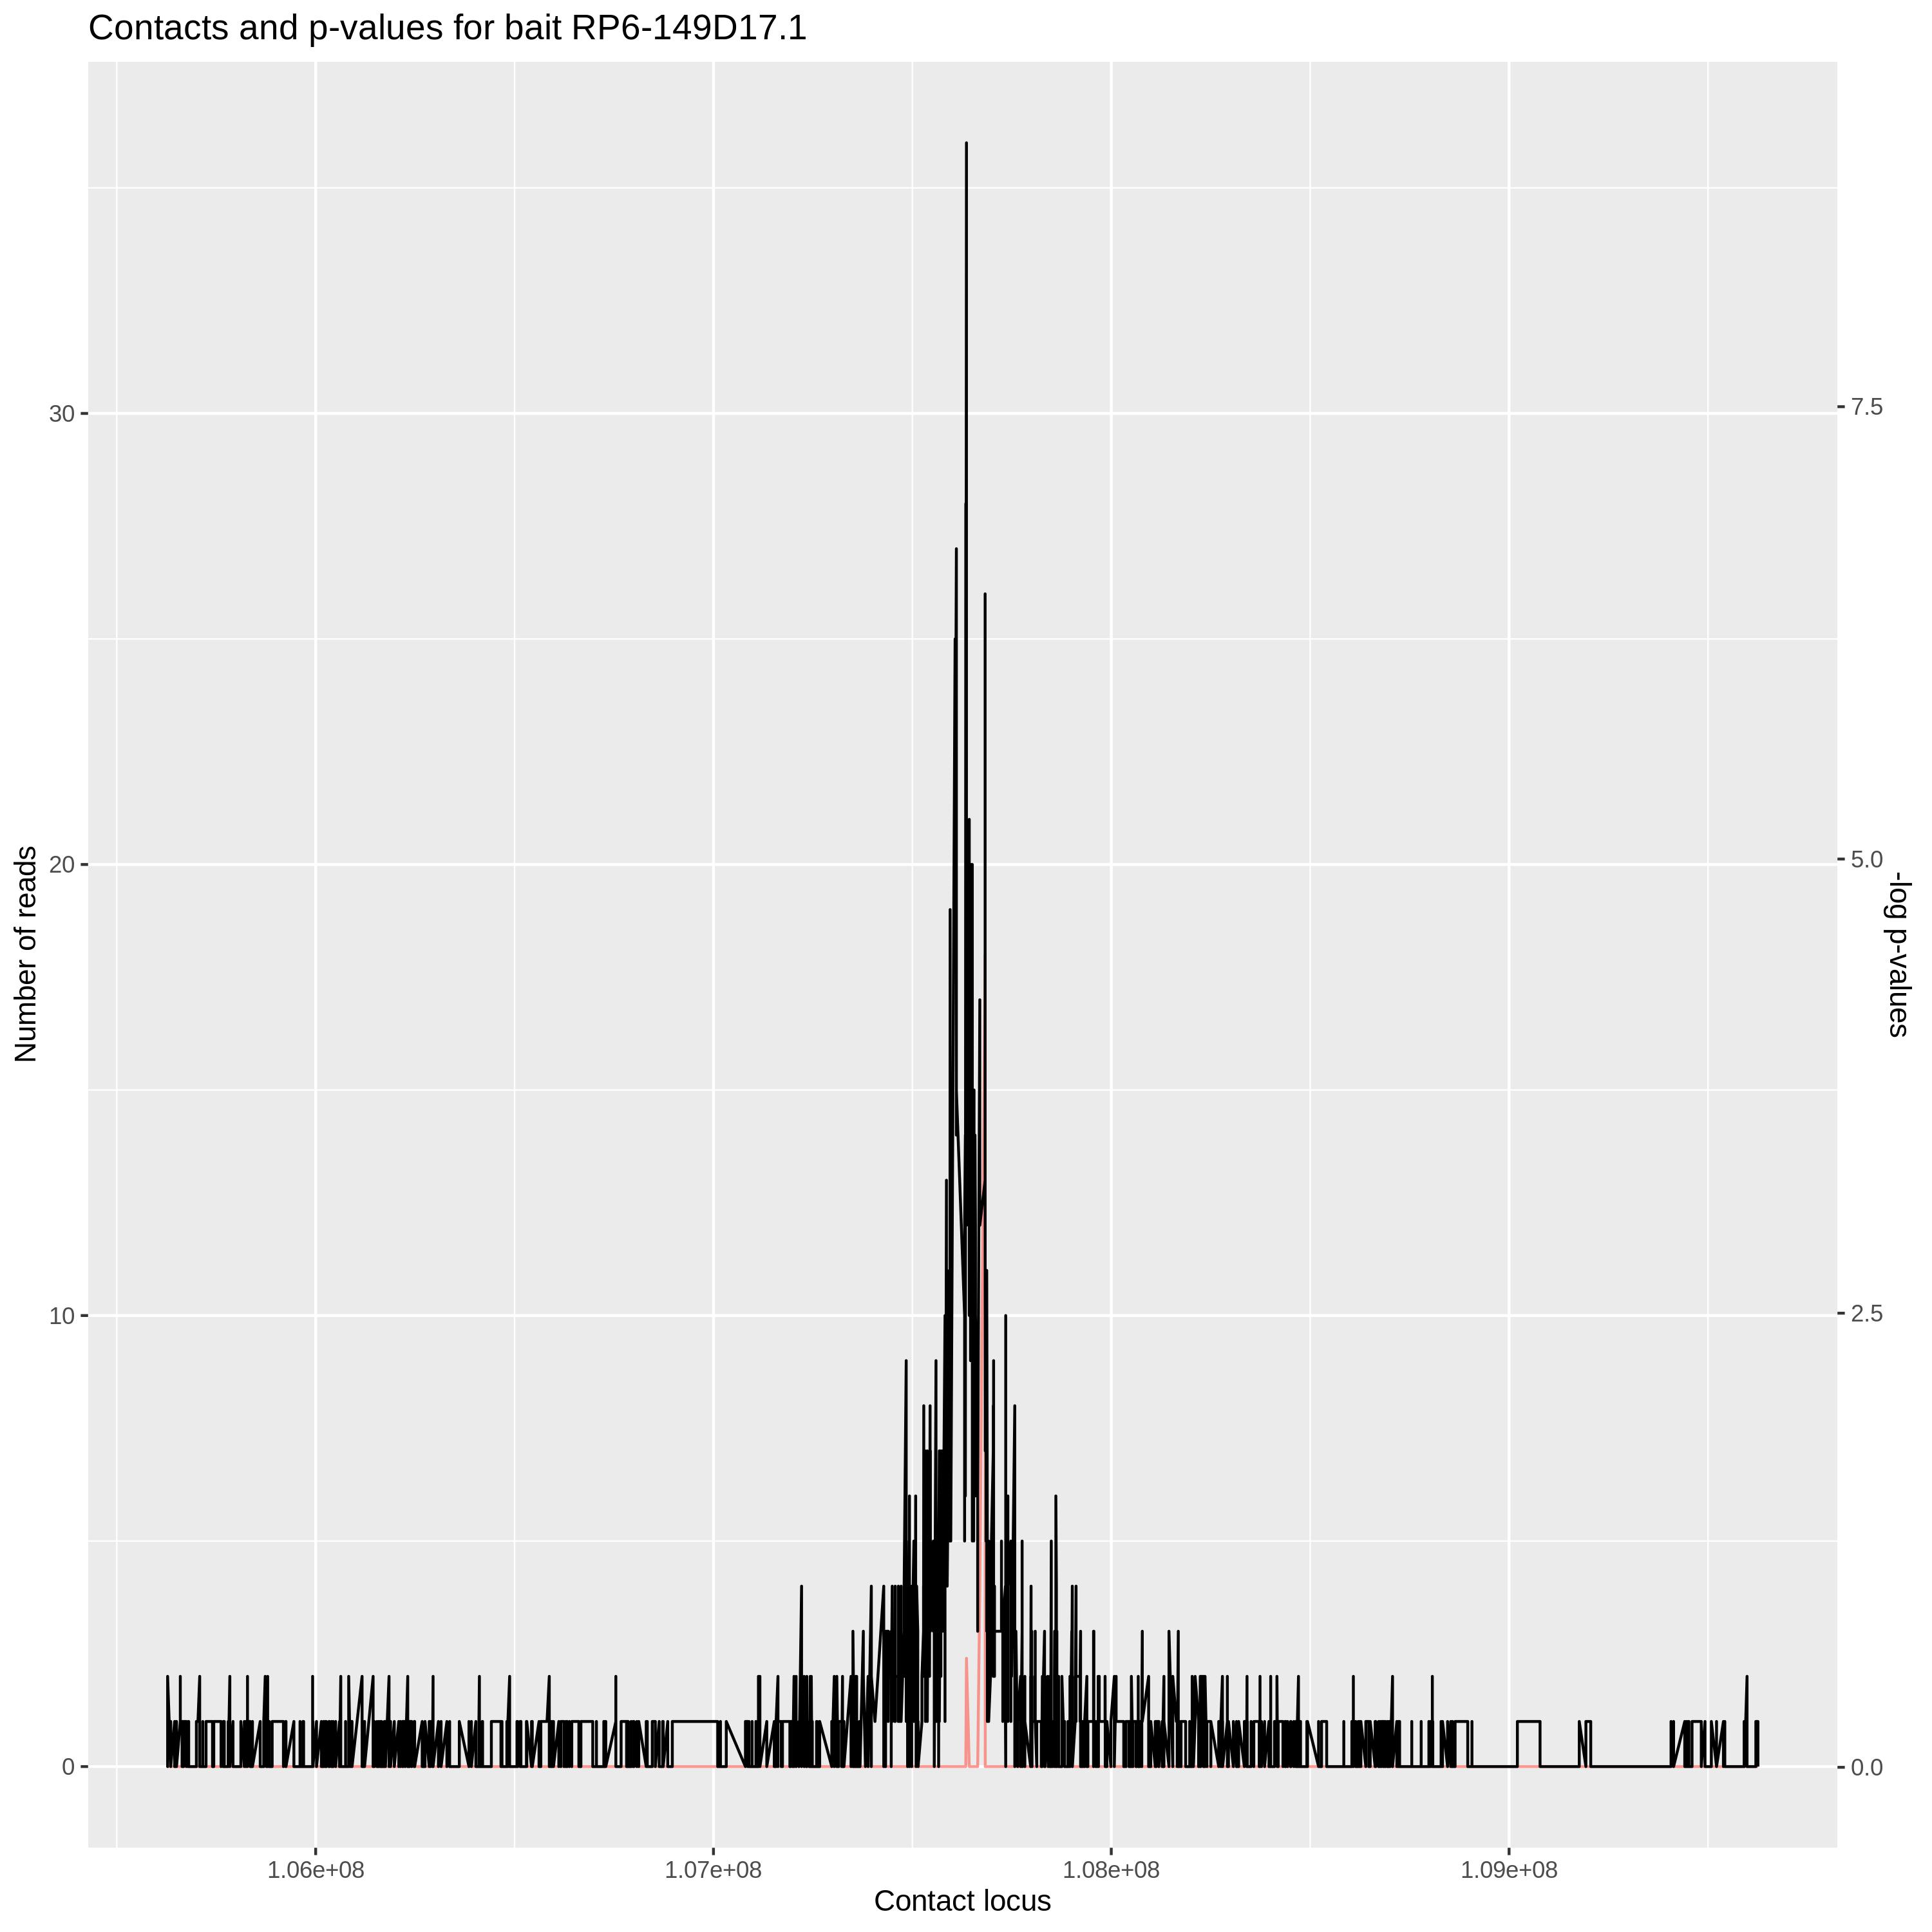 Contacts and p-values for bait RP6-149D17.1
Number of reads
30
20
10
0
7.5
5.0
2.5
0.0
-log p-values
1.06e+08
1.07e+08
1.08e+08
1.09e+08
Contact locus